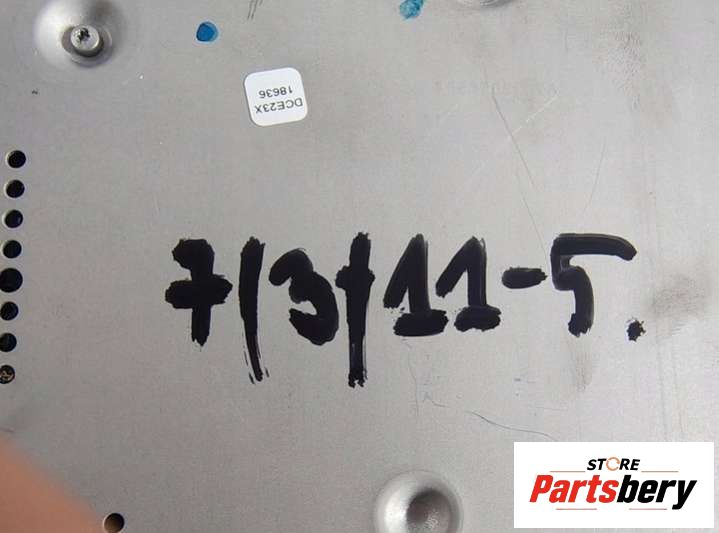 DCE23X
18636
7/3/11-5.
STORE
Partsbery